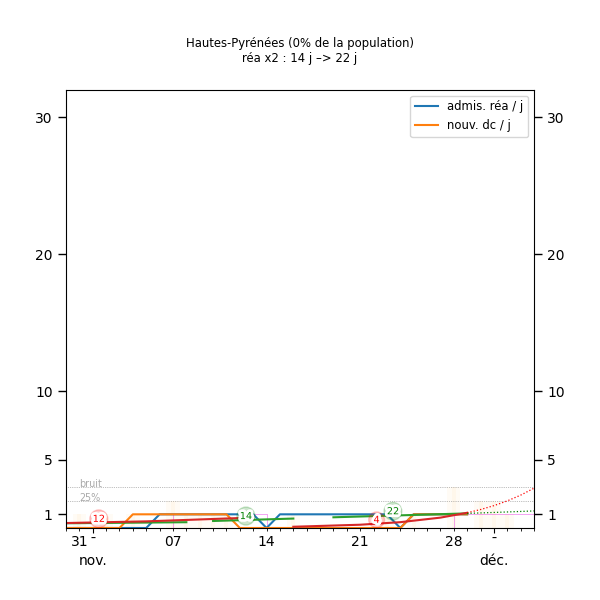 Hautes-Pyrénées (0% de la population)
réa x2 : 14 j –> 22 j
admis. réa / j
nouv. dc / j
30 30
20 20
10 10
5 5
bruit
25%
1 1
12 14 4 22
31 - 07 14 21 28 -
nov. déc.